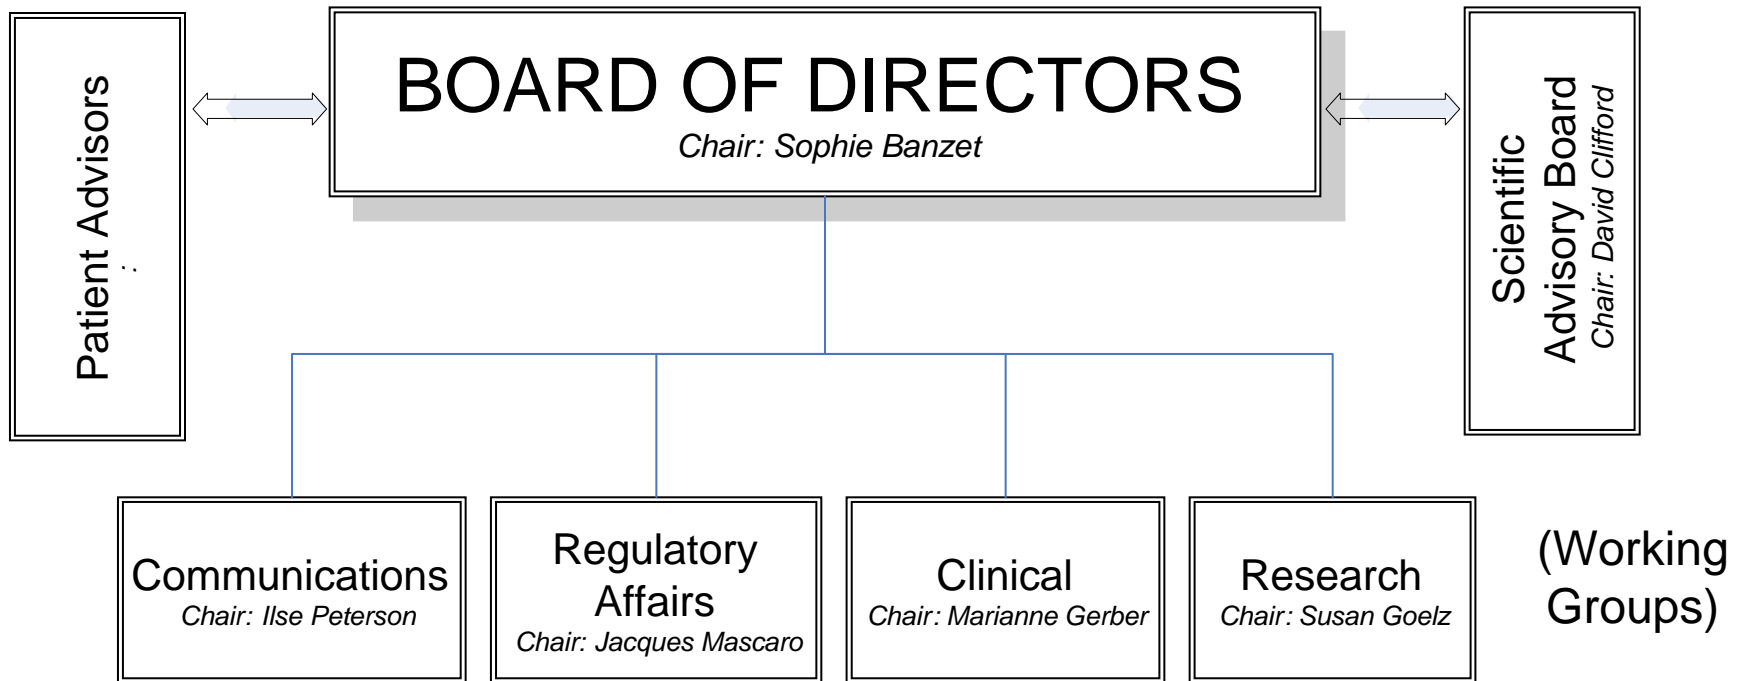 Patient Advisors
: .
BOARD OF DIRECTORS
Chair: Sophie Banzet
Scientific
Advisory Board
Chair: David Clifford
Communications
Chair: Ilse Peterson
Regulatory
Affairs
Chair: Jacques Mascaro
Clinical
Chair: Marianne Gerber
Research
Chair: Susan Goelz
(Working
Groups)